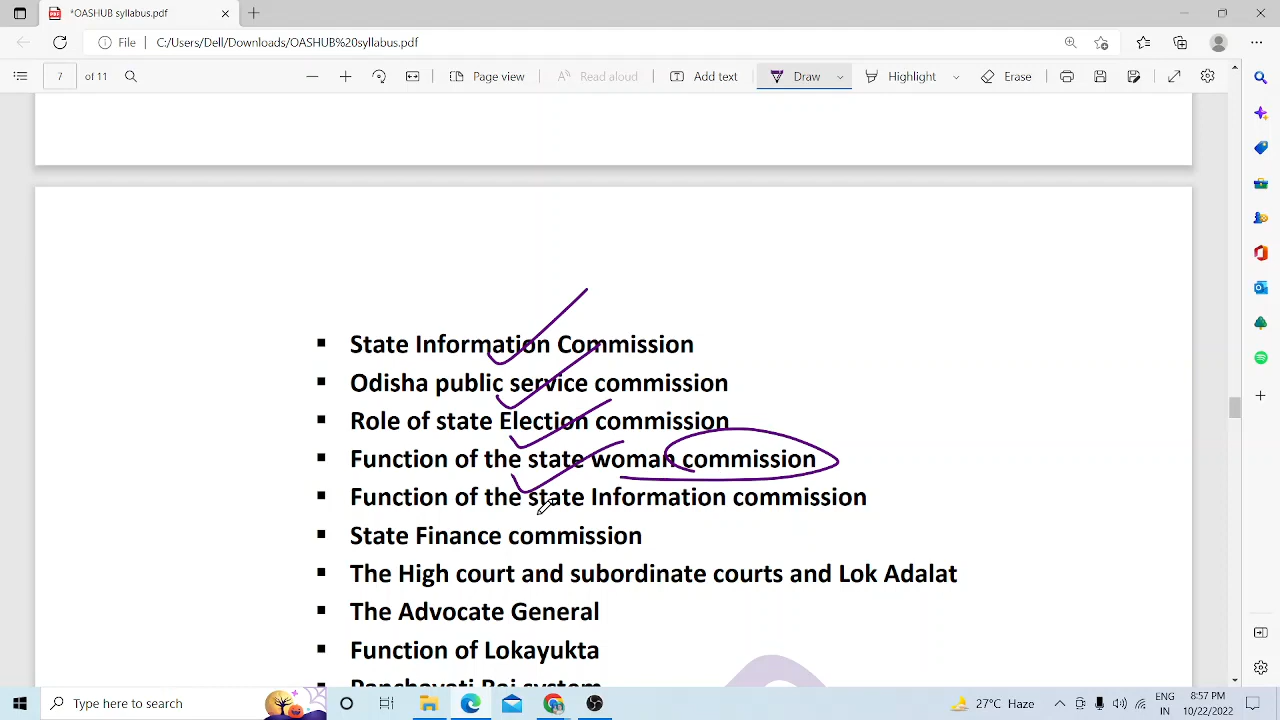 *OASHUB syllabus.pdf
File C:/Users/Dell/Downloads/OASHUB%20syllabus.pdf
7 of 11 Page view Read aloud Add text Draw Highlight Erase
State Information Commission
Odisha public service commission
Role of state Election commission
Function of the state woman commission
Function of the state Information commission
State Finance commission
The High court and subordinate courts and Lok Adalat
The Advocate General
Function of Lokayukta
Panchayati Raj system
Type here to search 27°C Haze ENG IN 8:57 PM 10/22/2022